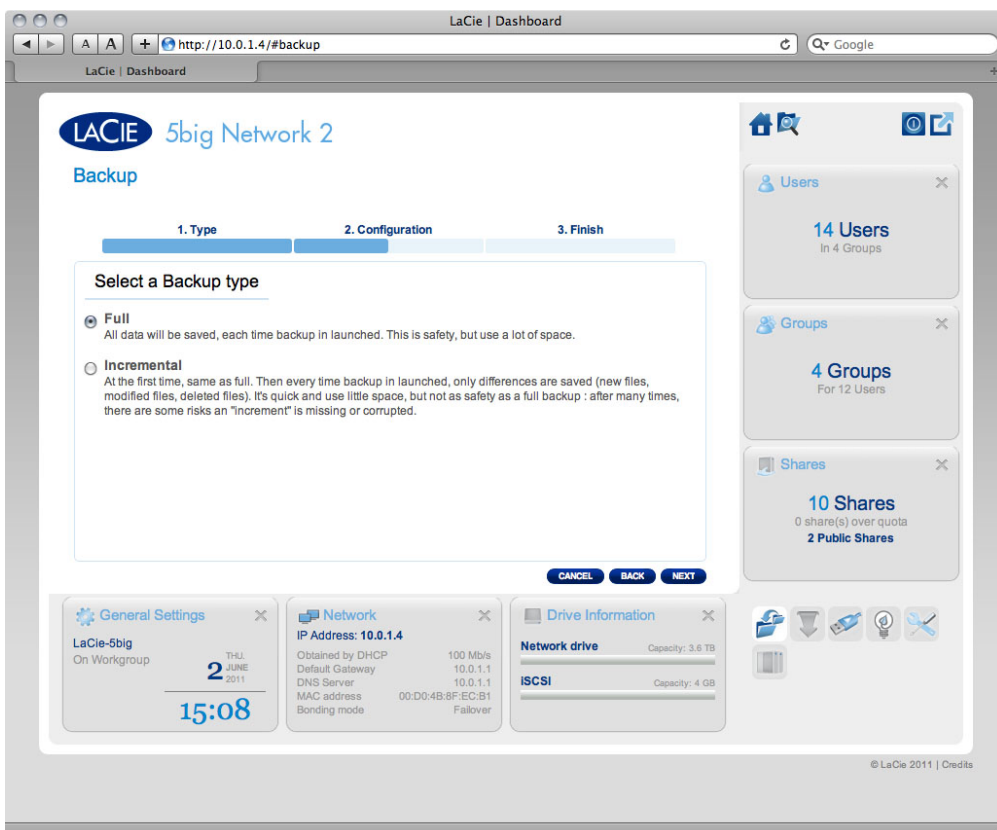 LaCie | Dashboard
A A + http://10.0.1.4/#backup
Google
LaCie | Dashboard
+
LACIE 5big Network 2
Backup
1. Type
2. Configuration
3. Finish
Select a Backup type
Full
All data will be saved, each time backup in launched. This is safety, but use a lot of space.
Incremental
At the first time, same as full. Then every time backup in launched, only differences are saved (new files,
modified files, deleted files). It's quick and use little space, but not as safety as a full backup : after many times,
there are some risks an "increment" is missing or corrupted.
CANCEL
BACK
NEXT
Users
14 Users
In 4 Groups
Groups
4 Groups
For 12 Users
Shares
10 Shares
0 share(s) over quota
2 Public Shares
General Settings
LaCie-5big
On Workgroup
THU.
2 JUNE
2011
15:08
Network
IP Address: 10.0.1.4
Obtained by DHCP 100 Mb/s
Default Gateway 10.0.1.1
DNS Server 10.0.1.1
MAC address 00:D0:4B:8F:EC:B1
Bonding mode Failover
Drive Information
Network drive Capacity: 3.6 TB
iSCSI Capacity: 4 GB
© LaCie 2011 | Credits